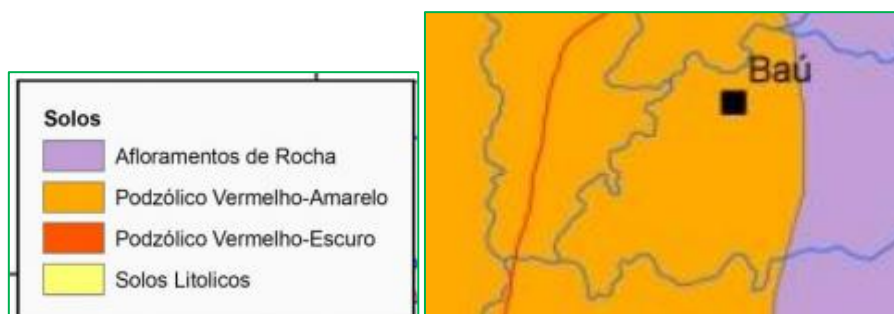 Solos
Afloramentos de Rocha
Podzólico Vermelho-Amarelo
Podzólico Vermelho-Escuro
Solos Litolicos
Baú